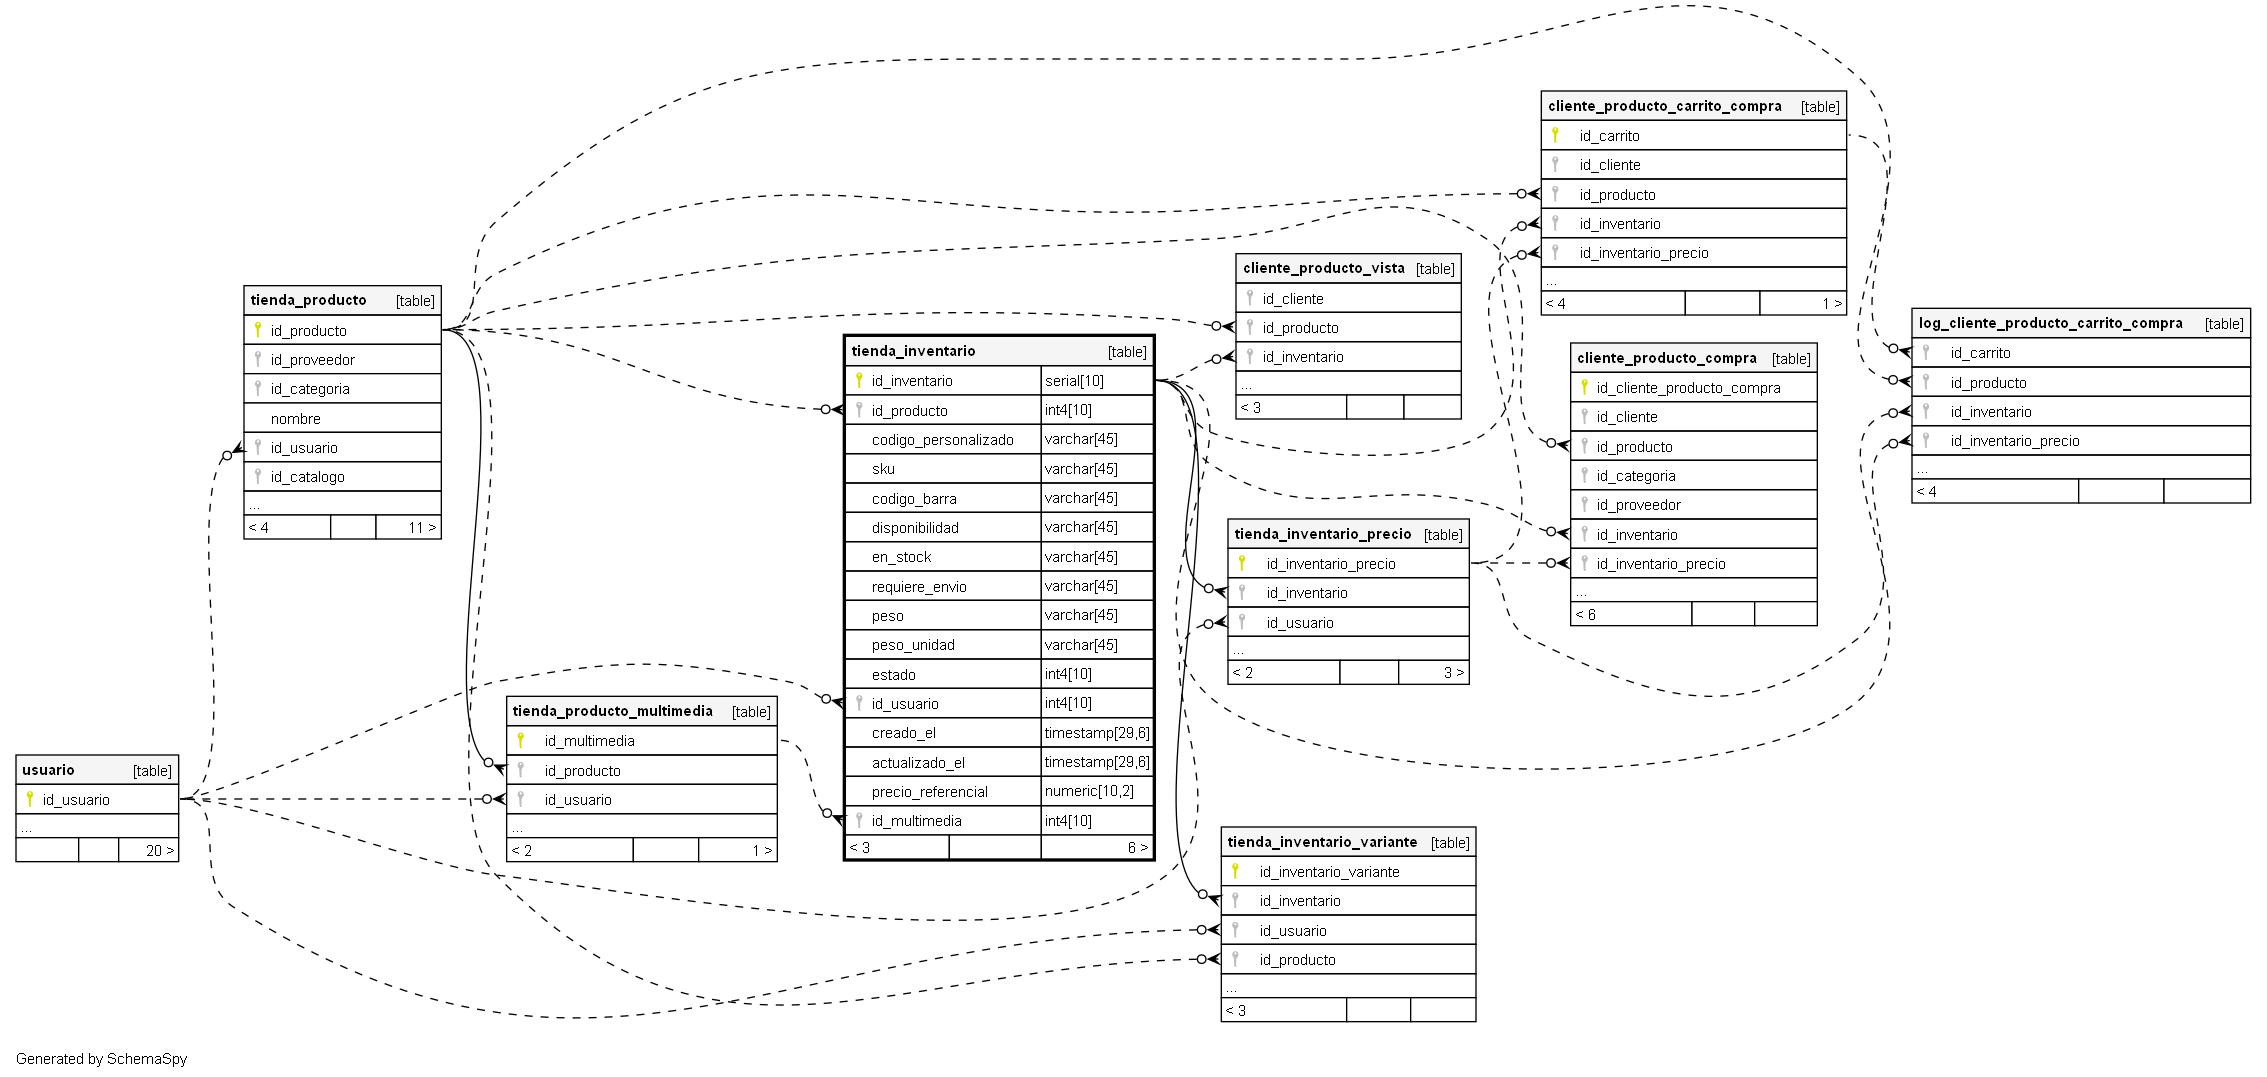 cliente_producto_carrito_compra [table]
id_carrito
id_cliente
id_producto
id_inventario
id_inventario_precio
...
< 4 1 >
cliente_producto_vista [table]
id_cliente
id_producto
id_inventario
...
< 3
tienda_producto [table]
id_producto
id_proveedor
id_categoria
nombre
id_usuario
id_catalogo
...
< 4 11 >
log_cliente_producto_carrito_compra [table]
id_carrito
id_producto
id_inventario
id_inventario_precio
...
< 4
tienda_inventario [table]
id_inventario serial[10]
id_producto int4[10]
codigo_personalizado varchar[45]
sku varchar[45]
codigo_barra varchar[45]
disponibilidad varchar[45]
en_stock varchar[45]
requiere_envio varchar[45]
peso varchar[45]
peso_unidad varchar[45]
estado int4[10]
id_usuario int4[10]
creado_el timestamp[29,6]
actualizado_el timestamp[29,6]
precio_referencial numeric[10,2]
id_multimedia int4[10]
< 3 6 >
cliente_producto_compra [table]
id_cliente_producto_compra
id_cliente
id_producto
id_categoria
id_proveedor
id_inventario
id_inventario_precio
...
< 6
tienda_inventario_precio [table]
id_inventario_precio
id_inventario
id_usuario
...
< 2 3 >
tienda_producto_multimedia [table]
id_multimedia
id_producto
id_usuario
...
< 2 1 >
usuario [table]
id_usuario
...
20 >
tienda_inventario_variante [table]
id_inventario_variante
id_inventario
id_usuario
id_producto
...
< 3
Generated by SchemaSpy